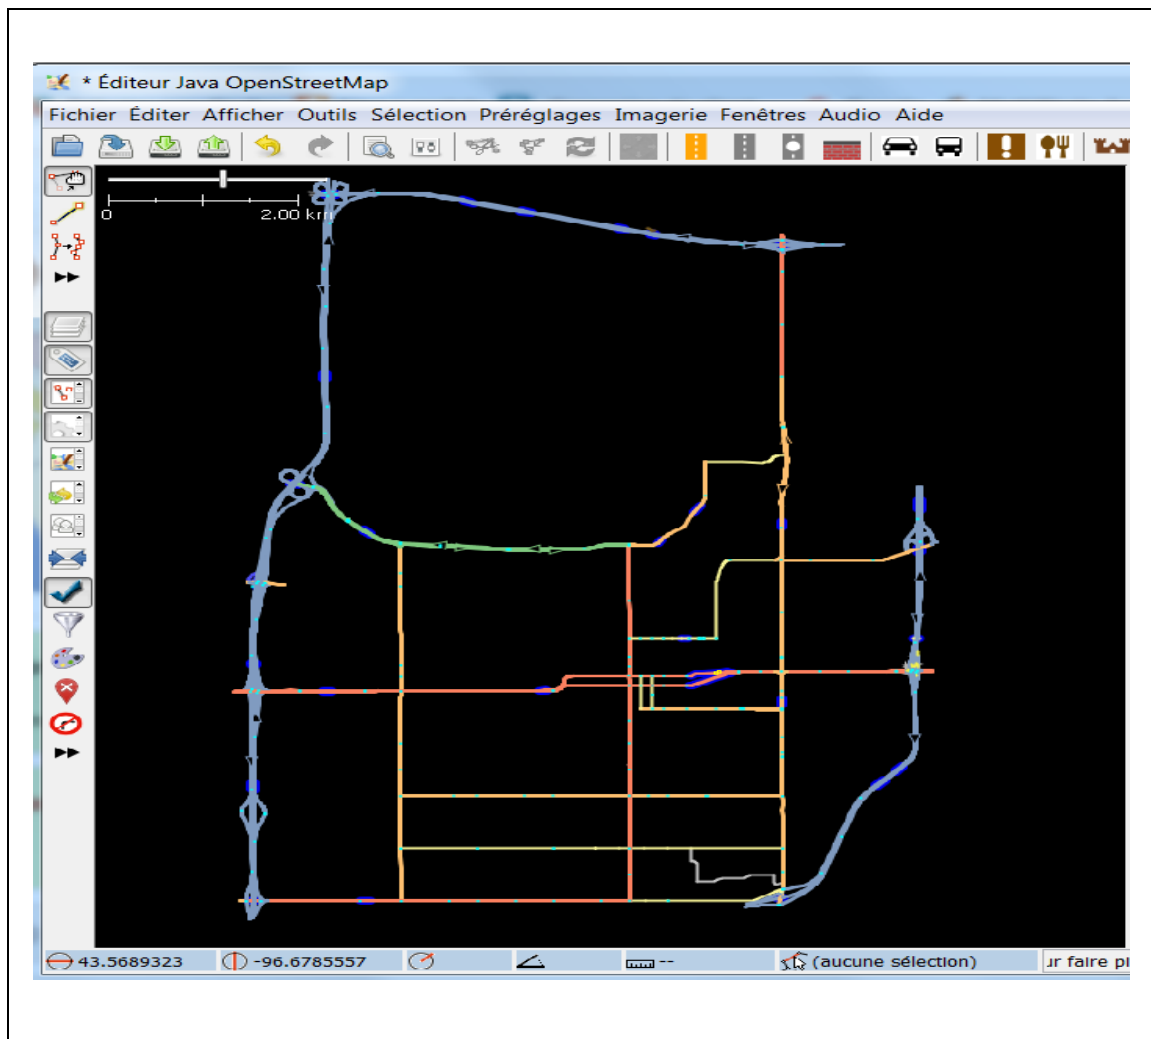 * Éditeur Java OpenStreetMap
Fichier Éditer Afficher Outils Sélection Préréglages Imagerie Fenêtres Audio Aide
0 2.00 km
43.5689323 -96.6785557 -- (aucune sélection) ur faire pl